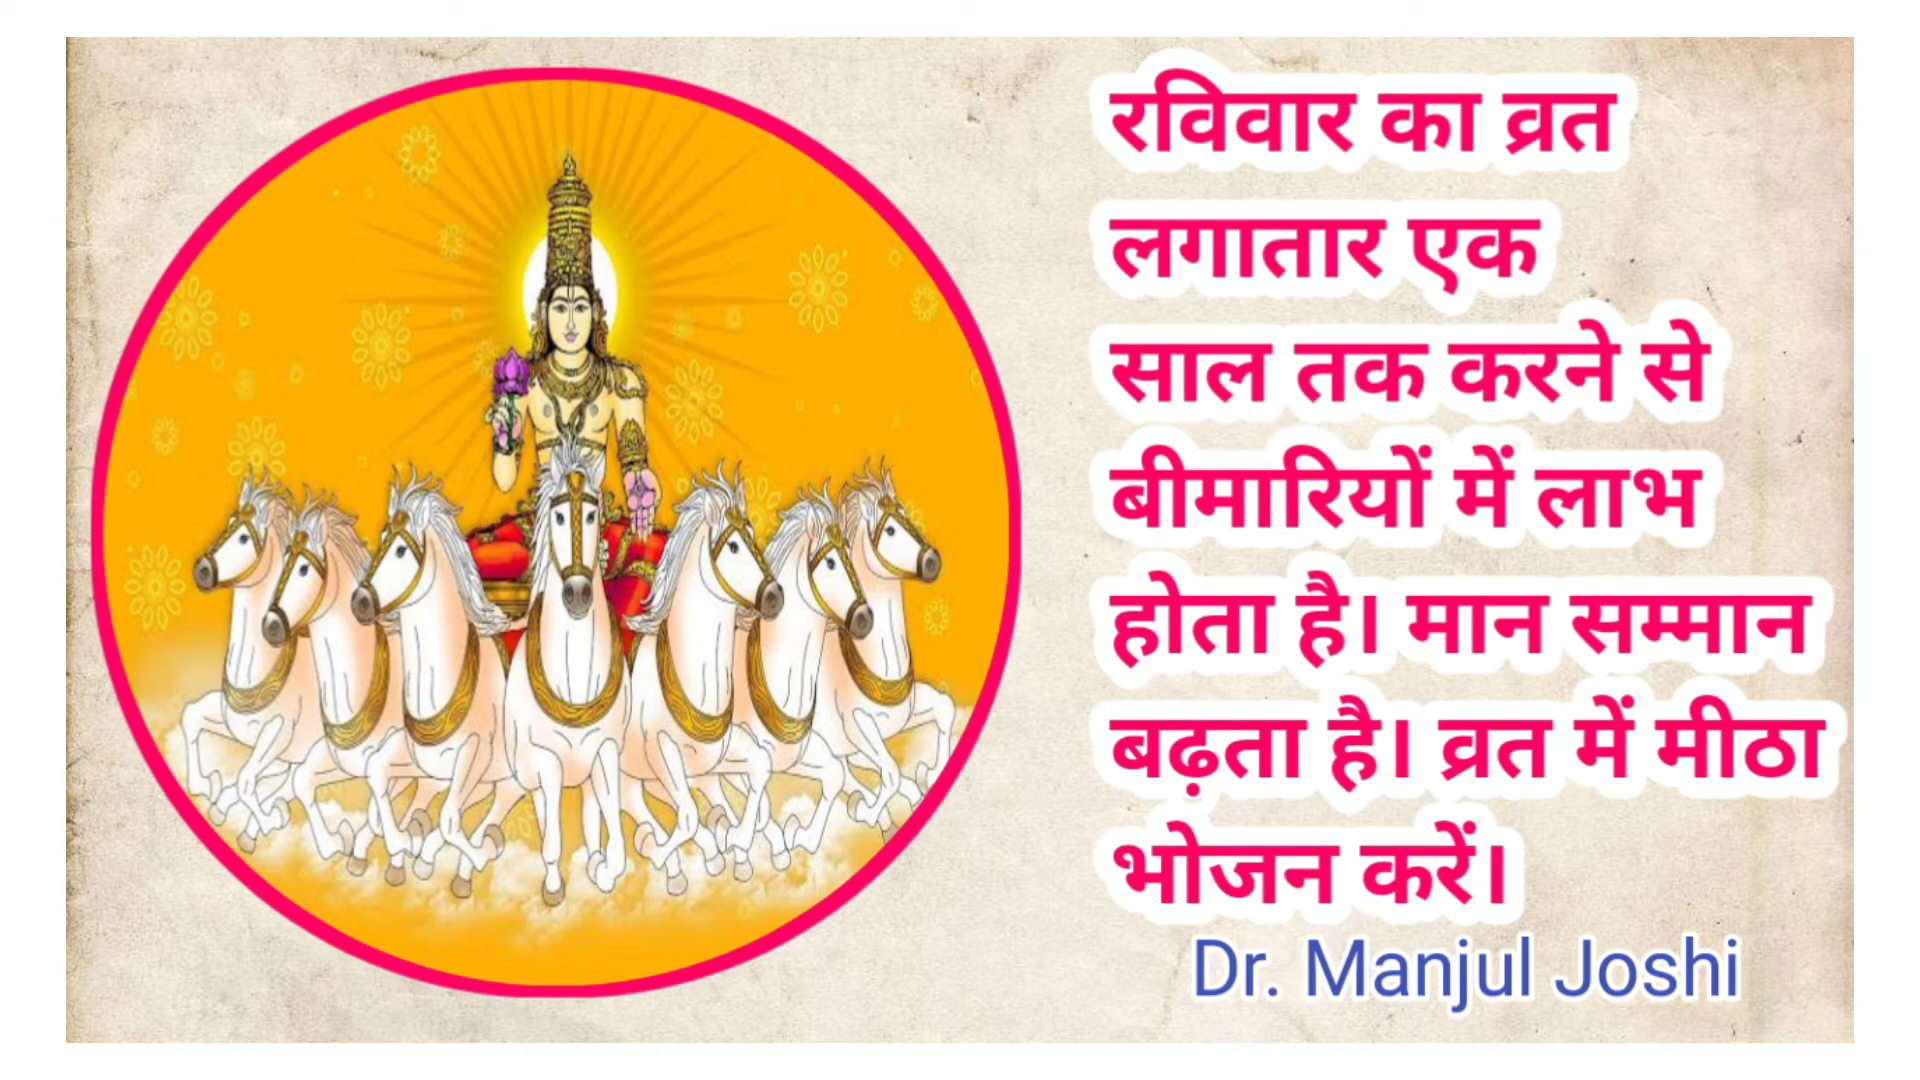 रविवार का व्रत
लगातार एक
साल तक करने से
बीमारियों में लाभ
होता है। मान सम्मान
बढ़ता है। व्रत में मीठा
भोजन करें।
Dr. Manjul Joshi